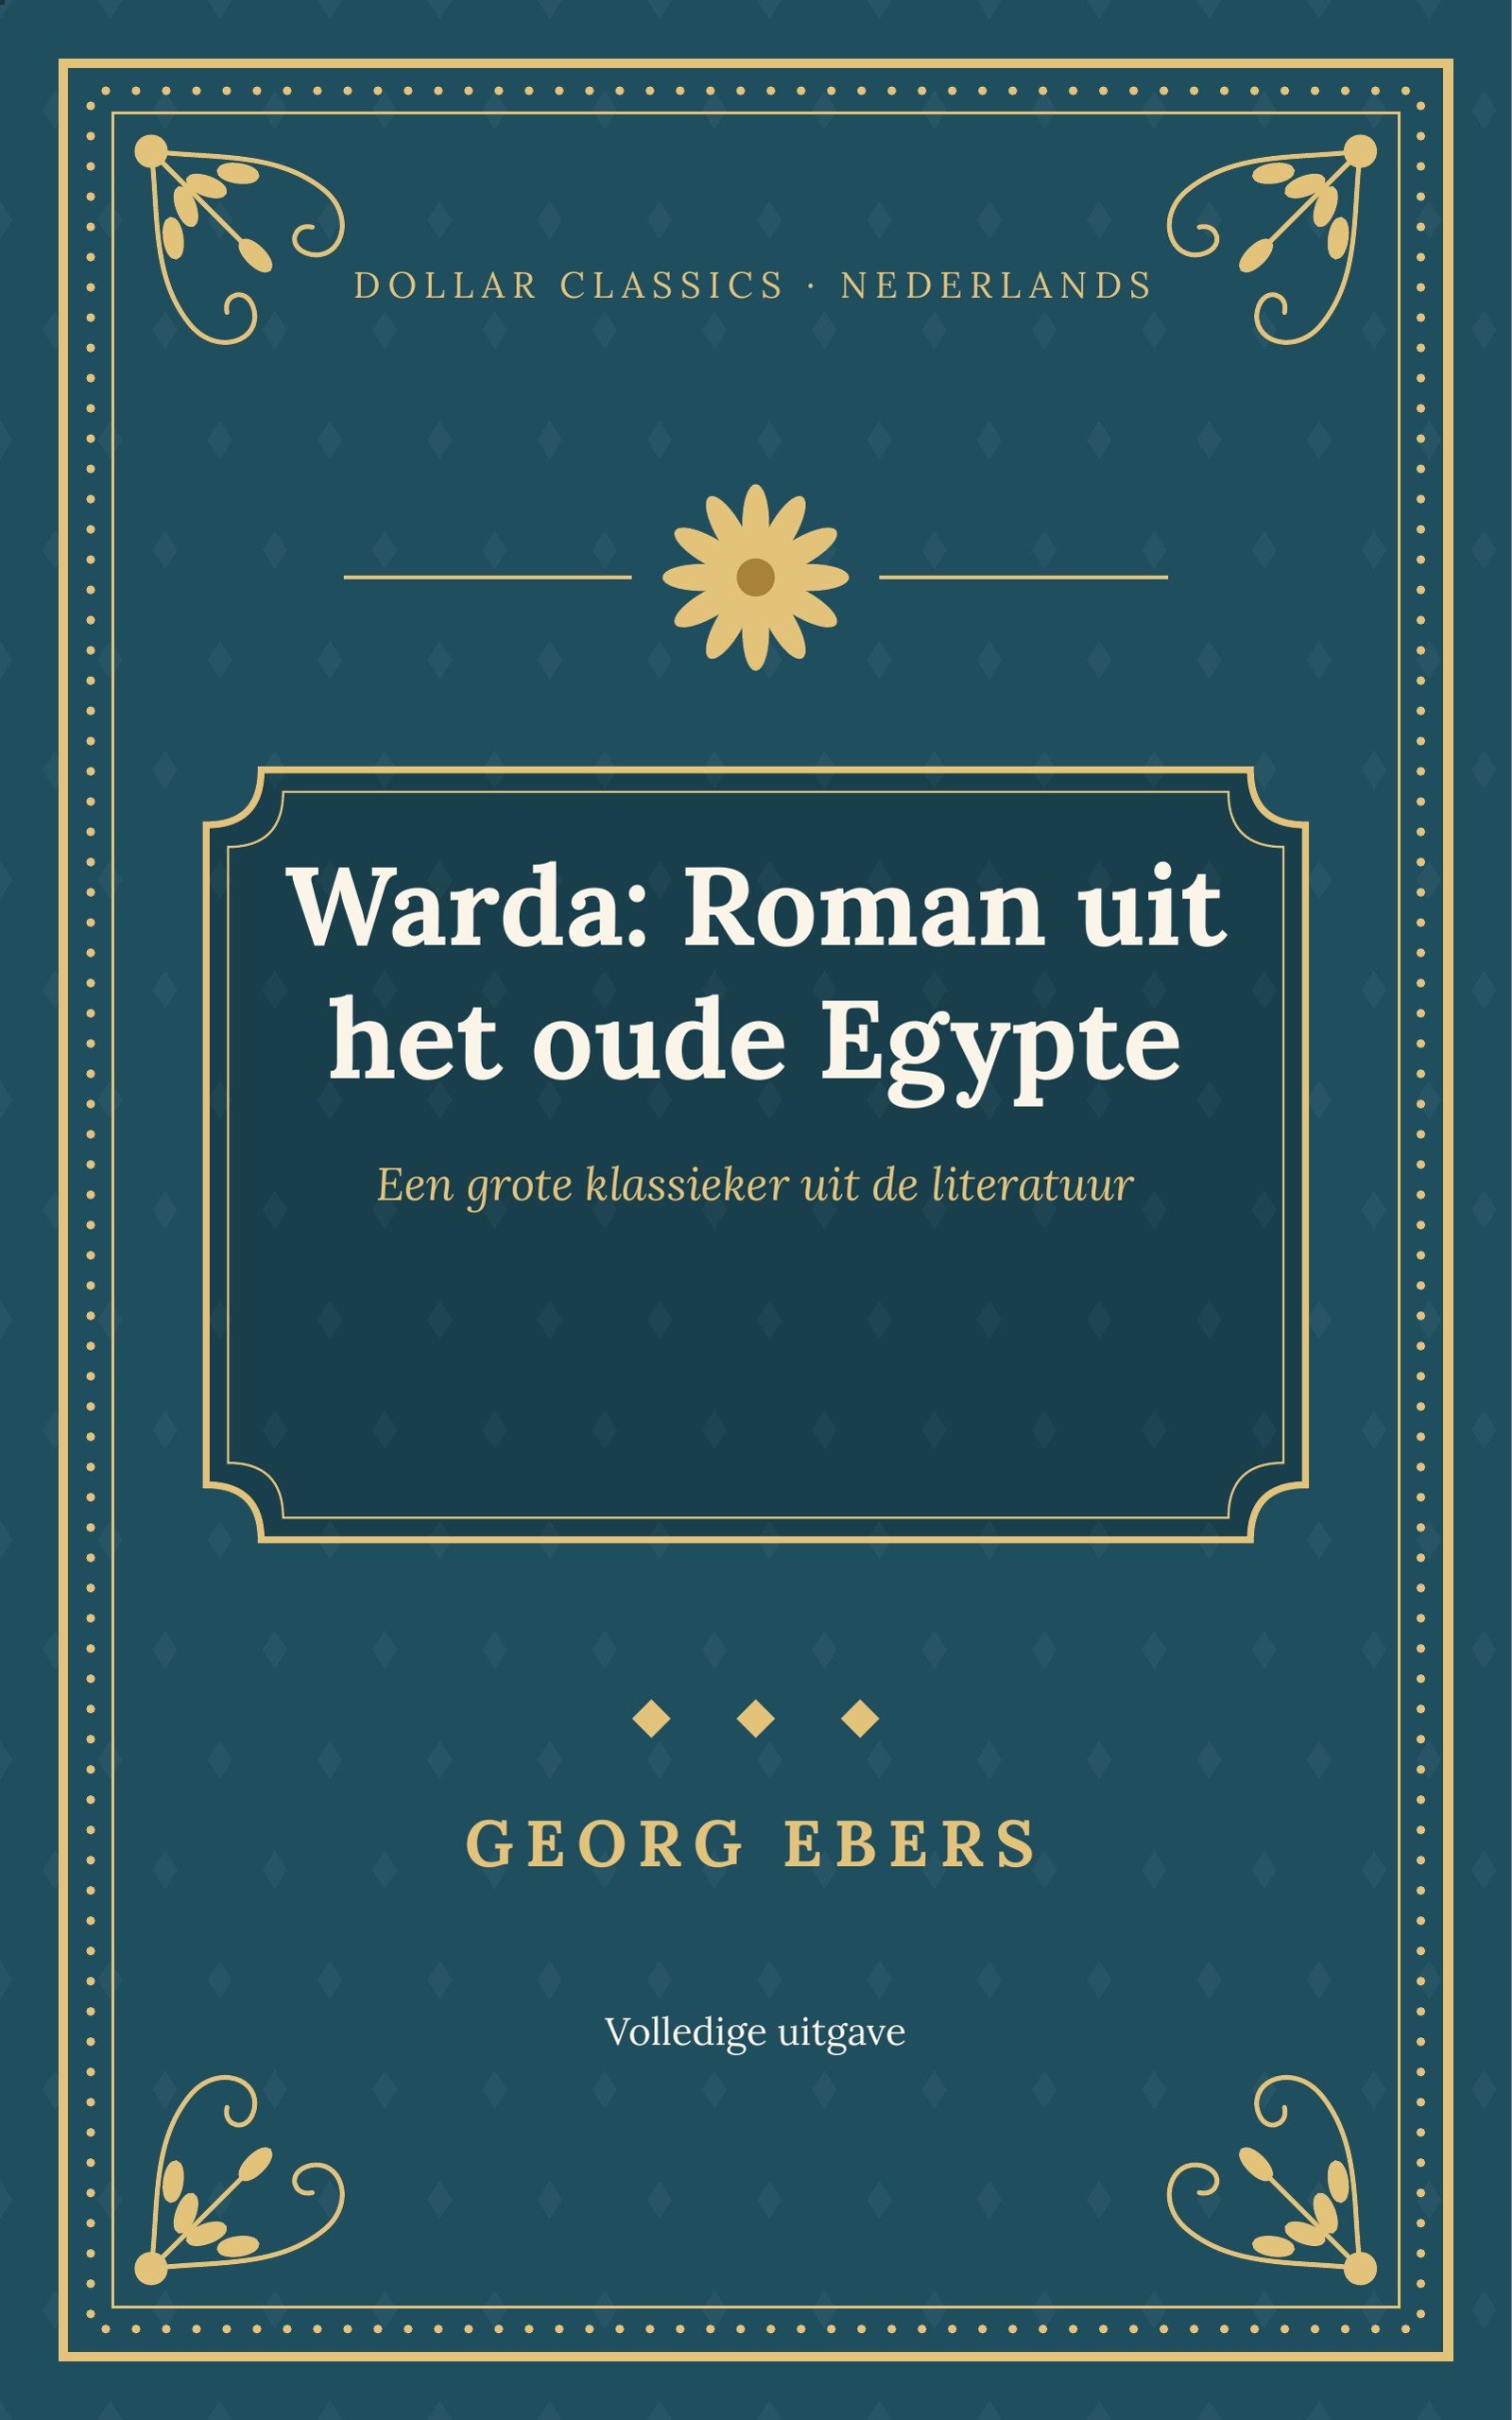 DOLLAR CLASSICS · NEDERLANDS
Warda: Roman uit
het oude Egypte
Een grote klassieker uit de literatuur
GEORG EBERS
Volledige uitgave